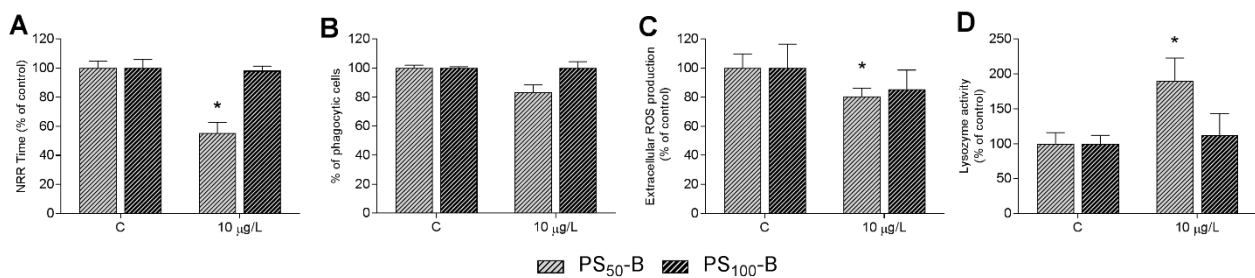 A
NRR Time (% of control)
120
100
80
60
40
20
0
*
C
10 μg/L
B
% of phagocytic cells
120
100
80
60
40
20
0
C
10 μg/L
C
Extracellular ROS production
(% of control)
120
100
80
60
40
20
0
*
C
10 μg/L
D
Lysozyme activity
(% of control)
250
200
150
100
50
0
*
C
10 μg/L
PS50-B PS100-B